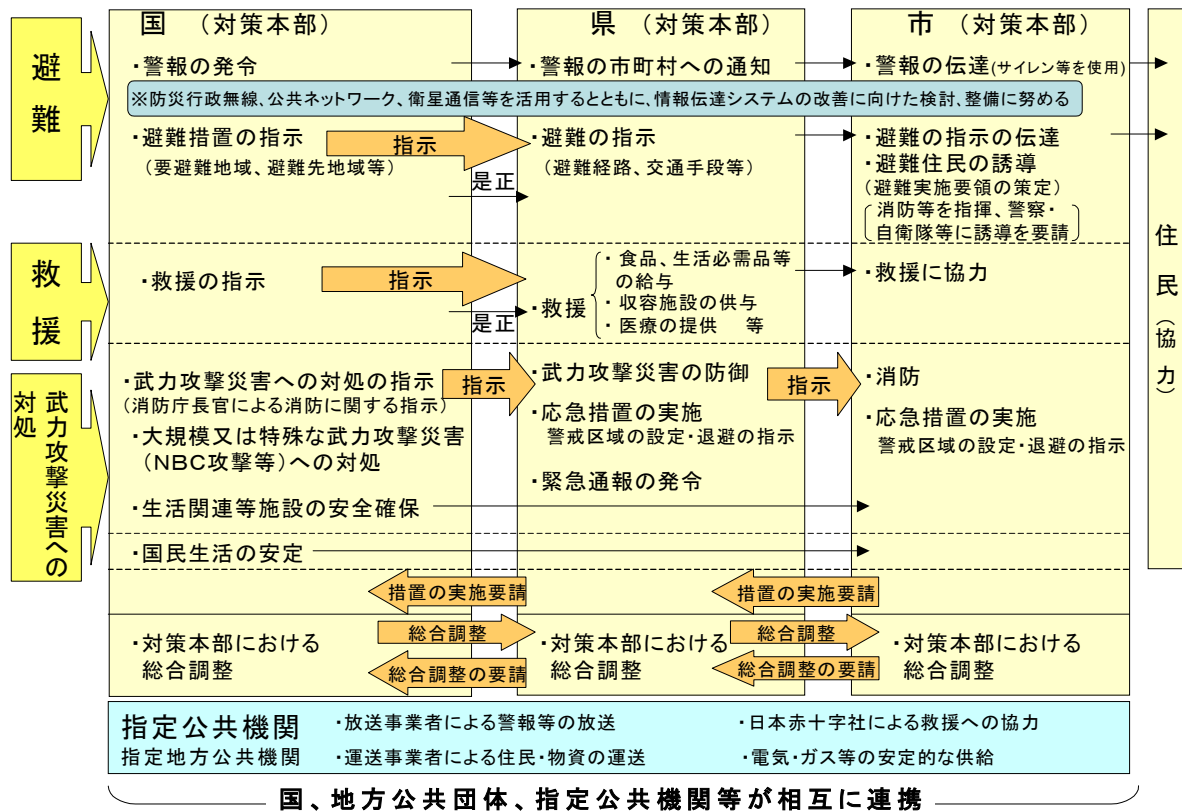 避難
国 （対策本部）
・警報の発令
県 （対策本部）
・警報の市町村への通知
市 （対策本部）
・警報の伝達(サイレン等を使用)
※防災行政無線、公共ネットワーク、衛星通信等を活用するとともに、情報伝達システムの改善に向けた検討、整備に努める
・避難措置の指示
（要避難地域、避難先地域等）
指示
是正
・避難の指示
（避難経路、交通手段等）
・避難の指示の伝達
・避難住民の誘導
（避難実施要領の策定）
消防等を指揮、警察・
自衛隊等に誘導を要請
救援
・救援の指示
指示
是正
・救援
・ 食品、生活必需品等
の給与
・ 収容施設の供与
・ 医療の提供 等
・救援に協力
武力攻撃災害への
対処
・武力攻撃災害への対処の指示
（消防庁長官による消防に関する指示）
・大規模又は特殊な武力攻撃災害
（NBC攻撃等）への対処
・生活関連等施設の安全確保
・国民生活の安定
指示
・武力攻撃災害の防御
・応急措置の実施
警戒区域の設定・退避の指示
・緊急通報の発令
指示
・消防
・応急措置の実施
警戒区域の設定・退避の指示
措置の実施要請
措置の実施要請
・対策本部における
総合調整
総合調整
総合調整の要請
・対策本部における
総合調整
総合調整
総合調整の要請
・対策本部における
総合調整
住民（協力）
指定公共機関
指定地方公共機関
・放送事業者による警報等の放送
・運送事業者による住民・物資の運送
・日本赤十字社による救援への協力
・電気・ガス等の安定的な供給
国、地方公共団体、指定公共機関等が相互に連携